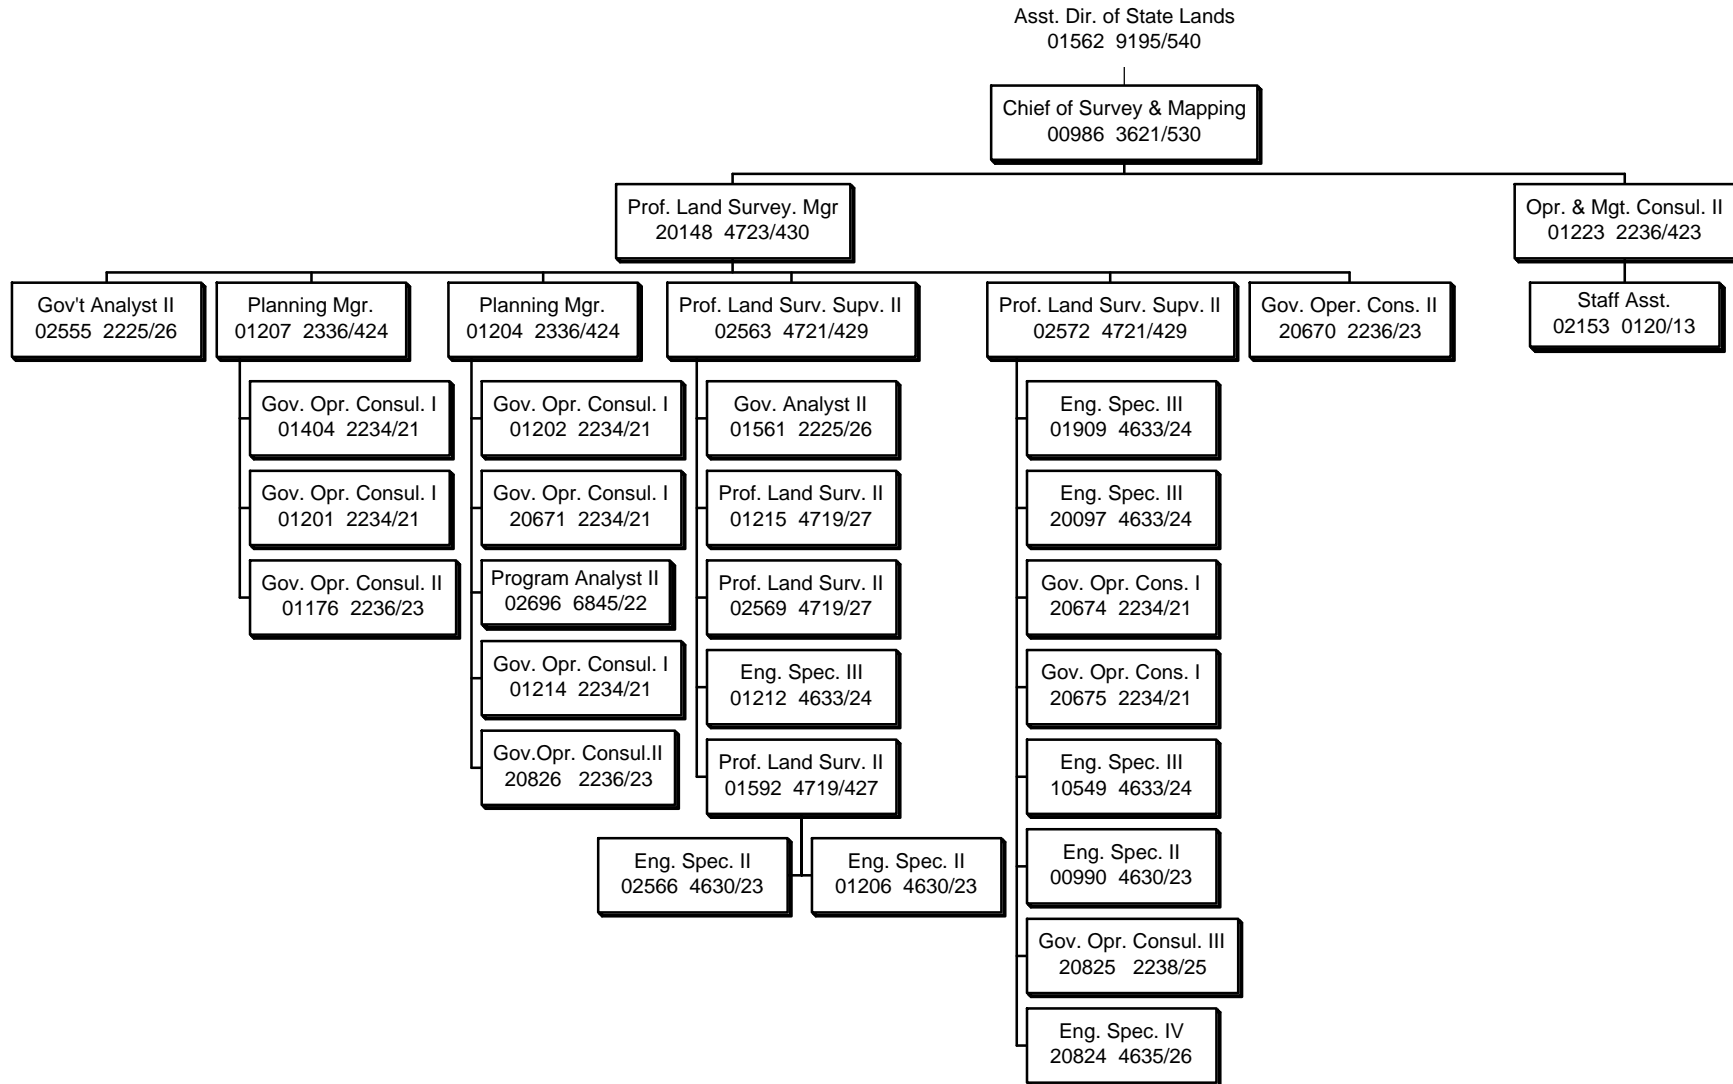 Asst. Dir. of State Lands
01562 9195/540
Chief of Survey & Mapping
00986 3621/530
Prof. Land Survey. Mgr
20148 4723/430
Opr. & Mgt. Consul. II
01223 2236/423
Gov't Analyst II
02555 2225/26
Planning Mgr.
01207 2336/424
Planning Mgr.
01204 2336/424
Prof. Land Surv. Supv. II
02563 4721/429
Prof. Land Surv. Supv. II
02572 4721/429
Gov. Oper. Cons. II
20670 2236/23
Staff Asst.
02153 0120/13
Gov. Opr. Consul. I
01404 2234/21
Gov. Opr. Consul. I
01201 2234/21
Gov. Opr. Consul. II
01176 2236/23
Gov. Opr. Consul. I
01202 2234/21
Gov. Opr. Consul. I
20671 2234/21
Program Analyst II
02696 6845/22
Gov. Opr. Consul. I
01214 2234/21
Gov.Opr. Consul.II
20826 2236/23
Gov. Analyst II
01561 2225/26
Prof. Land Surv. II
01215 4719/27
Prof. Land Surv. II
02569 4719/27
Eng. Spec. III
01212 4633/24
Prof. Land Surv. II
01592 4719/427
Eng. Spec. II
02566 4630/23
Eng. Spec. II
01206 4630/23
Eng. Spec. III
01909 4633/24
Eng. Spec. III
20097 4633/24
Gov. Opr. Cons. I
20674 2234/21
Gov. Opr. Cons. I
20675 2234/21
Eng. Spec. III
10549 4633/24
Eng. Spec. II
00990 4630/23
Gov. Opr. Consul. III
20825 2238/25
Eng. Spec. IV
20824 4635/26